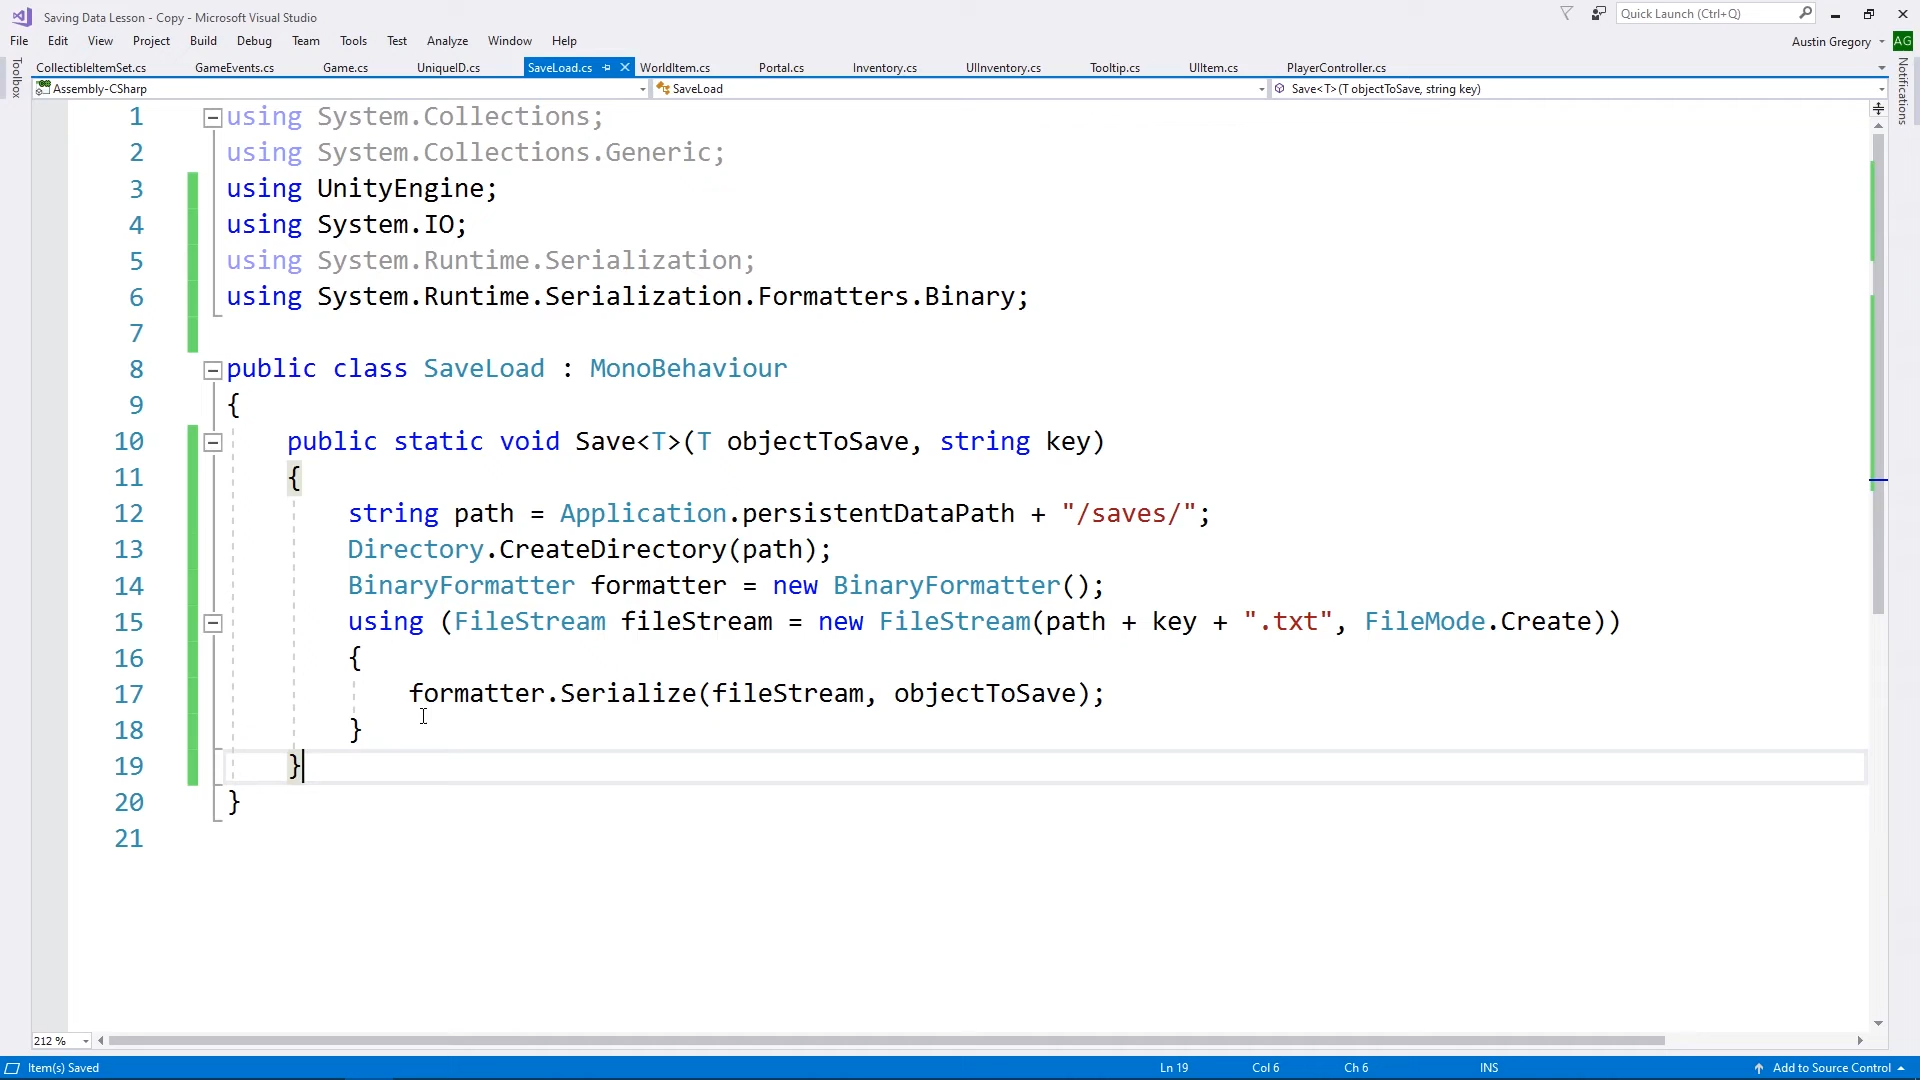 Saving Data Lesson - Copy - Microsoft Visual Studio
Quick Launch (Ctrl+Q)
File Edit View Project Build Debug Team Tools Test Analyze Window Help
Austin Gregory AG
Toolbox
CollectibleItemSet.cs GameEvents.cs Game.cs UniqueID.cs SaveLoad.cs WorldItem.cs Portal.cs Inventory.cs UIInventory.cs Tooltip.cs UIItem.cs PlayerController.cs
Notifications
Assembly-CSharp SaveLoad Save<T>(T objectToSave, string key)
1 using System.Collections;
2 using System.Collections.Generic;
3 using UnityEngine;
4 using System.IO;
5 using System.Runtime.Serialization;
6 using System.Runtime.Serialization.Formatters.Binary;
7
8 public class SaveLoad : MonoBehaviour
9 {
10 public static void Save<T>(T objectToSave, string key)
11 {
12 string path = Application.persistentDataPath + "/saves/";
13 Directory.CreateDirectory(path);
14 BinaryFormatter formatter = new BinaryFormatter();
15 using (FileStream fileStream = new FileStream(path + key + ".txt", FileMode.Create))
16 {
17 formatter.Serialize(fileStream, objectToSave);
18 }
19 }
20 }
21
212 %
Item(s) Saved Ln 19 Col 6 Ch 6 INS Add to Source Control